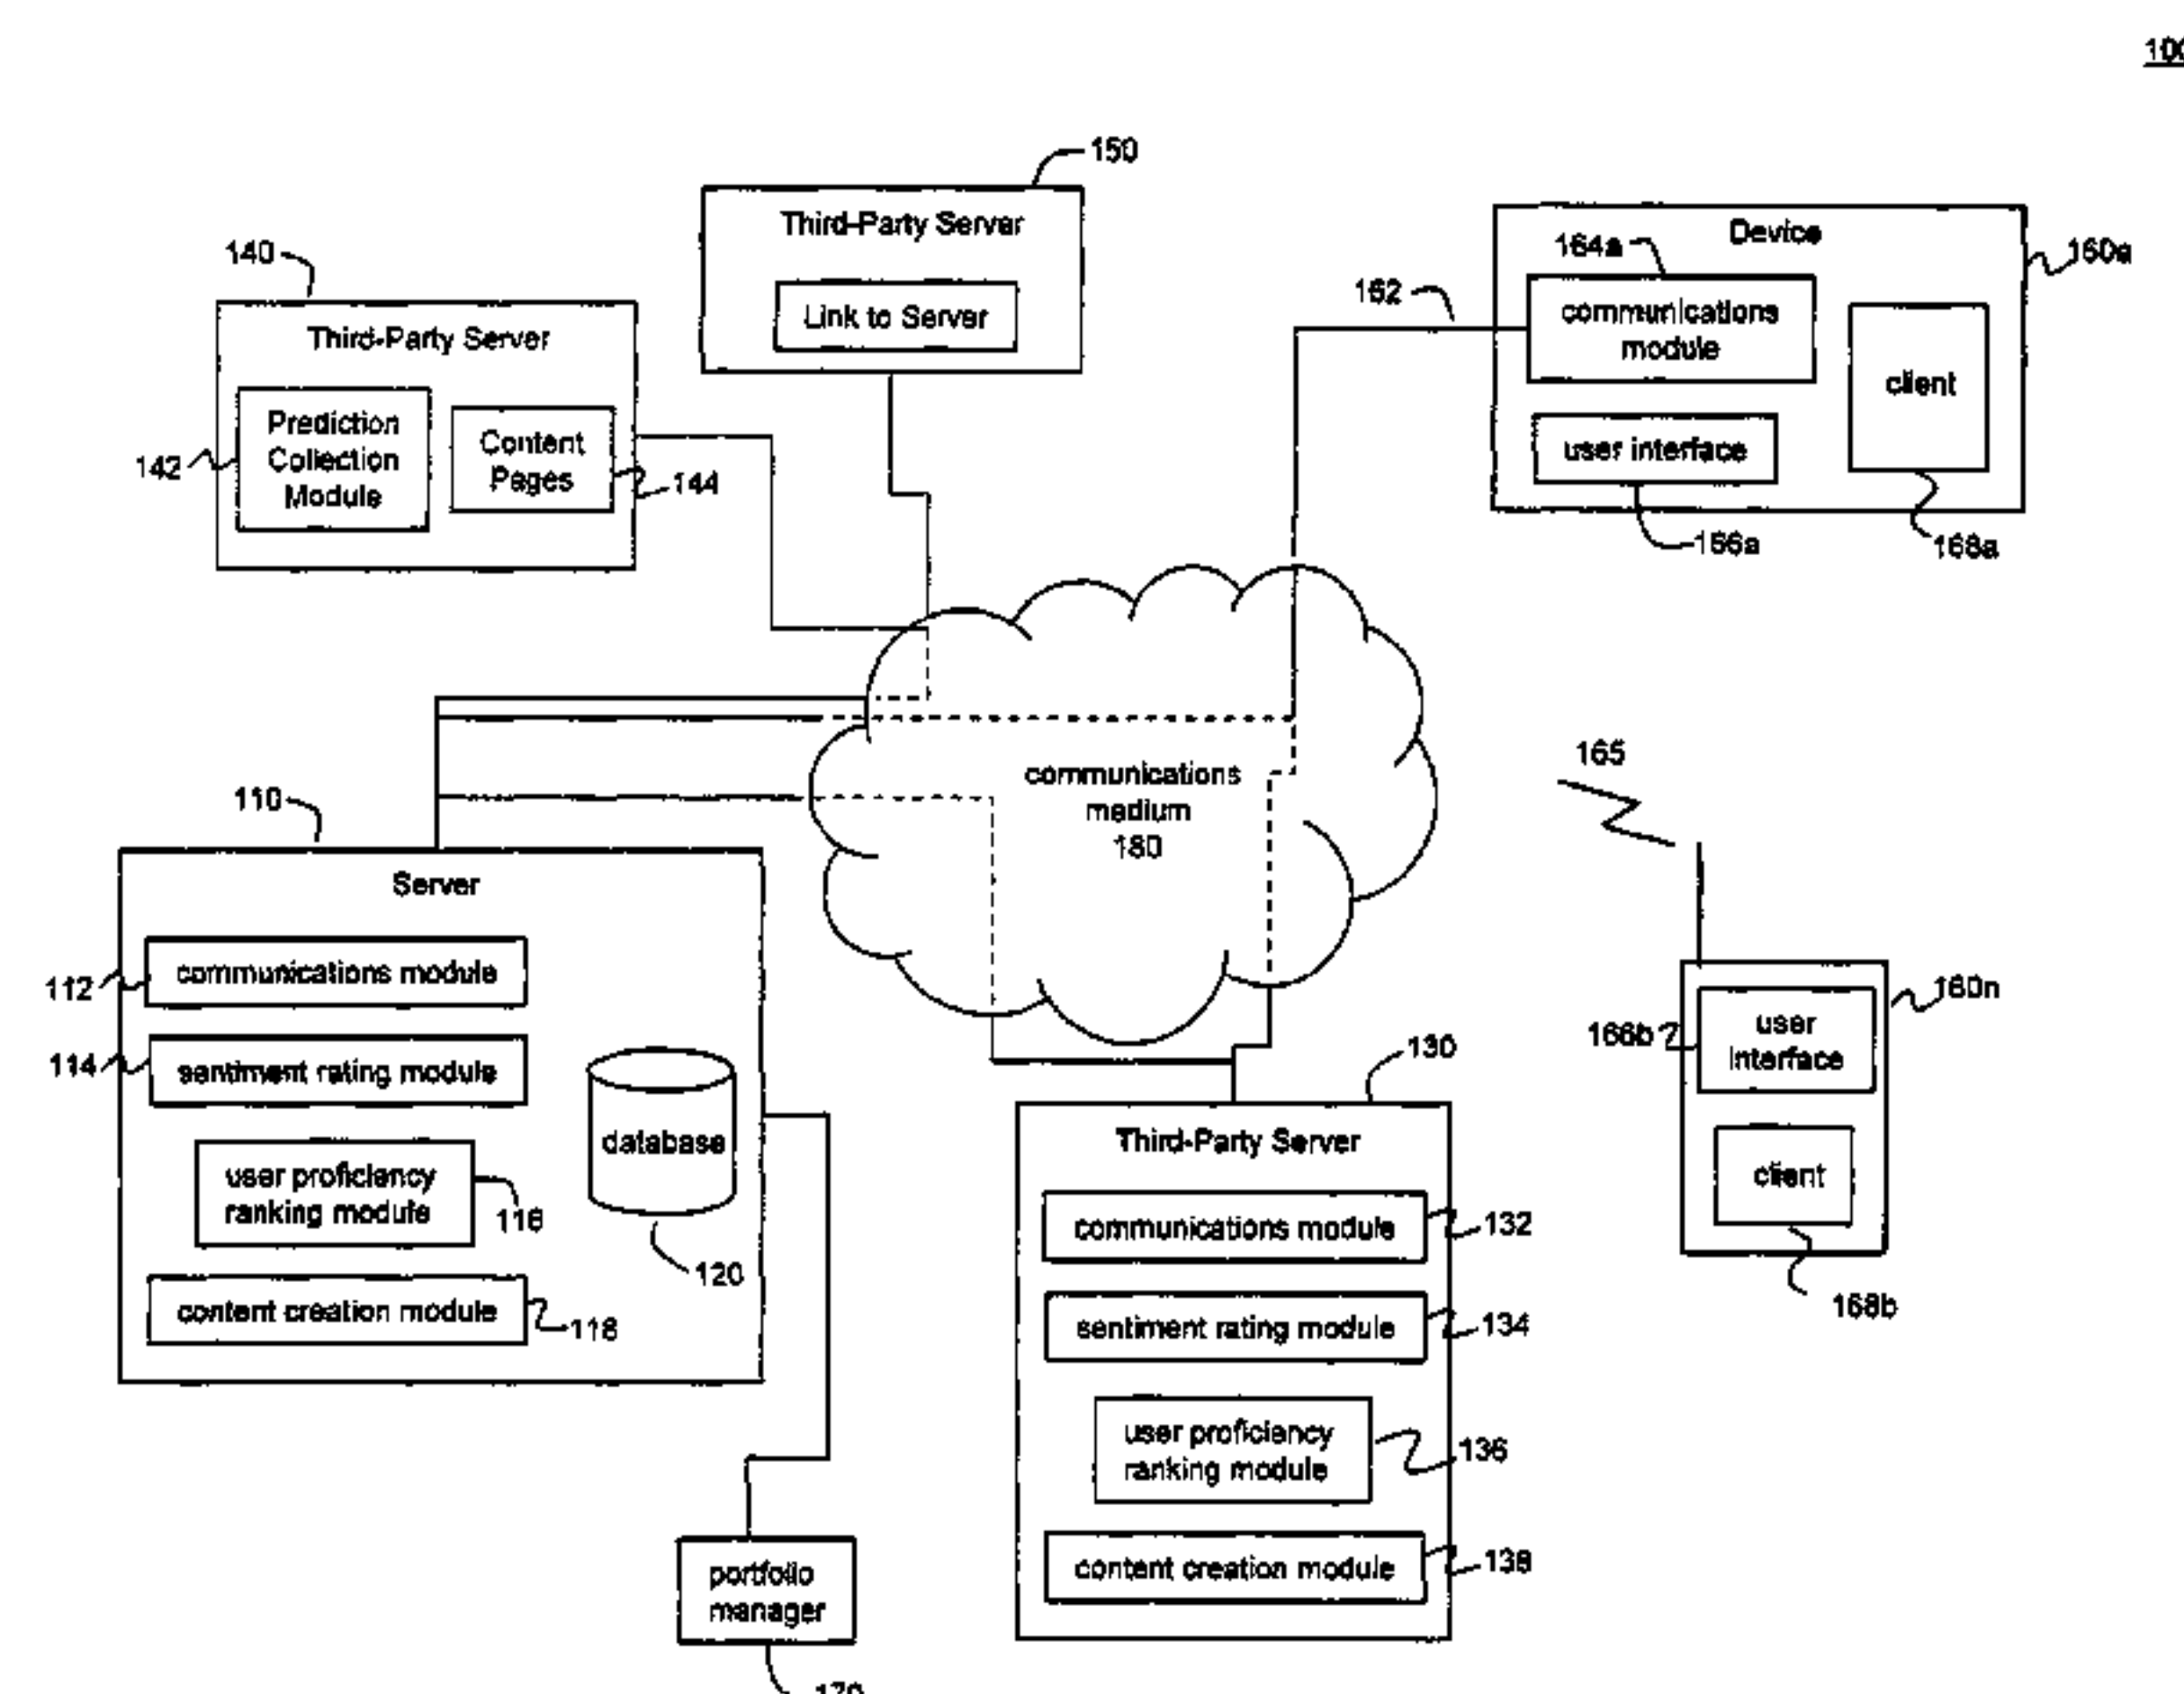 150
Third-Party Server
Link to Server
140
Third-Party Server
Prediction
Collection
Module
142
Content
Pages
144
Device
164a
160a
162
communications
module
client
user interface
166a
168a
communications
medium
180
165
110
Server
communications module
112
sentiment rating module
114
user proficiency
ranking module
116
database
120
content creation module
118
160n
166b
user
interface
client
168b
130
Third-Party Server
communications module
132
sentiment rating module
134
user proficiency
ranking module
136
content creation module
138
portfolio
manager